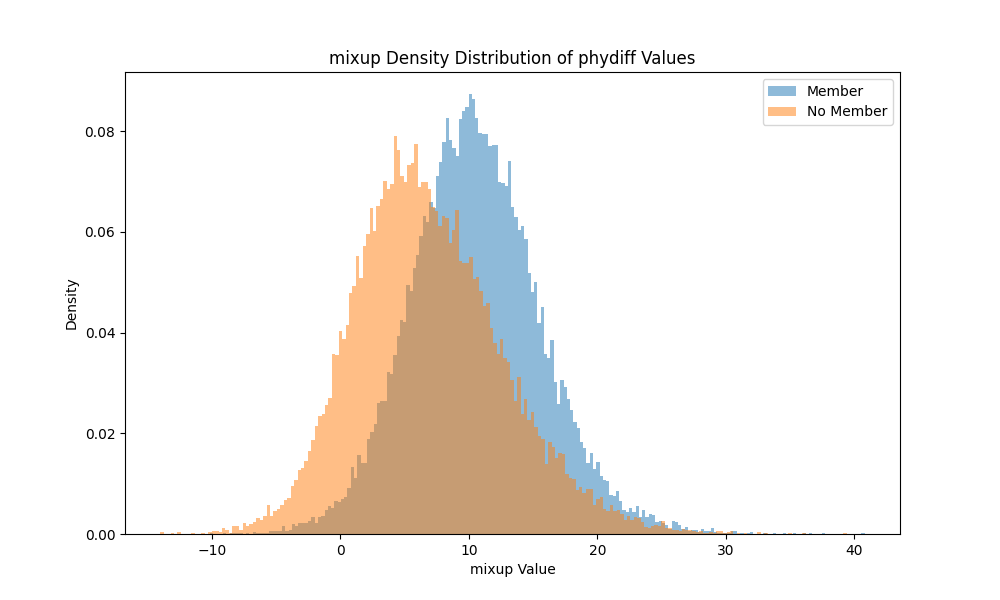 mixup Density Distribution of phydiff Values
Member
No Member
Density
0.08
0.06
0.04
0.02
0.00
−10
0
10
20
30
40
mixup Value